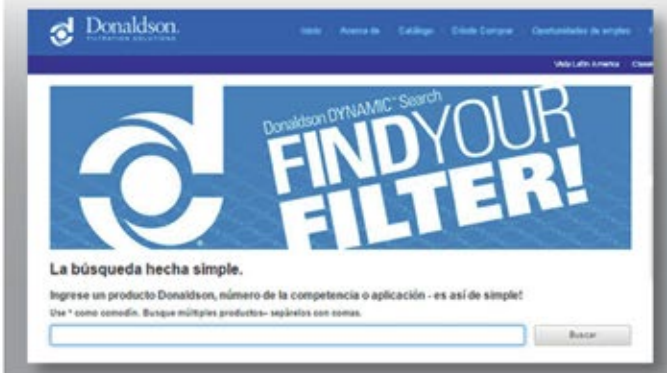 Donaldson.
FILTRATION SOLUTIONS
Inicio Acerca de Catálogo Dónde Comprar Oportunidades de empleo
Vista Latin America
Donaldson DYNAMIC™ Search
FIND YOUR
FILTER!
La búsqueda hecha simple.
Ingrese un producto Donaldson, número de la competencia o aplicación - es así de simple!
Use * como comodín. Busque múltiples productos- sepárelos con comas.
Buscar